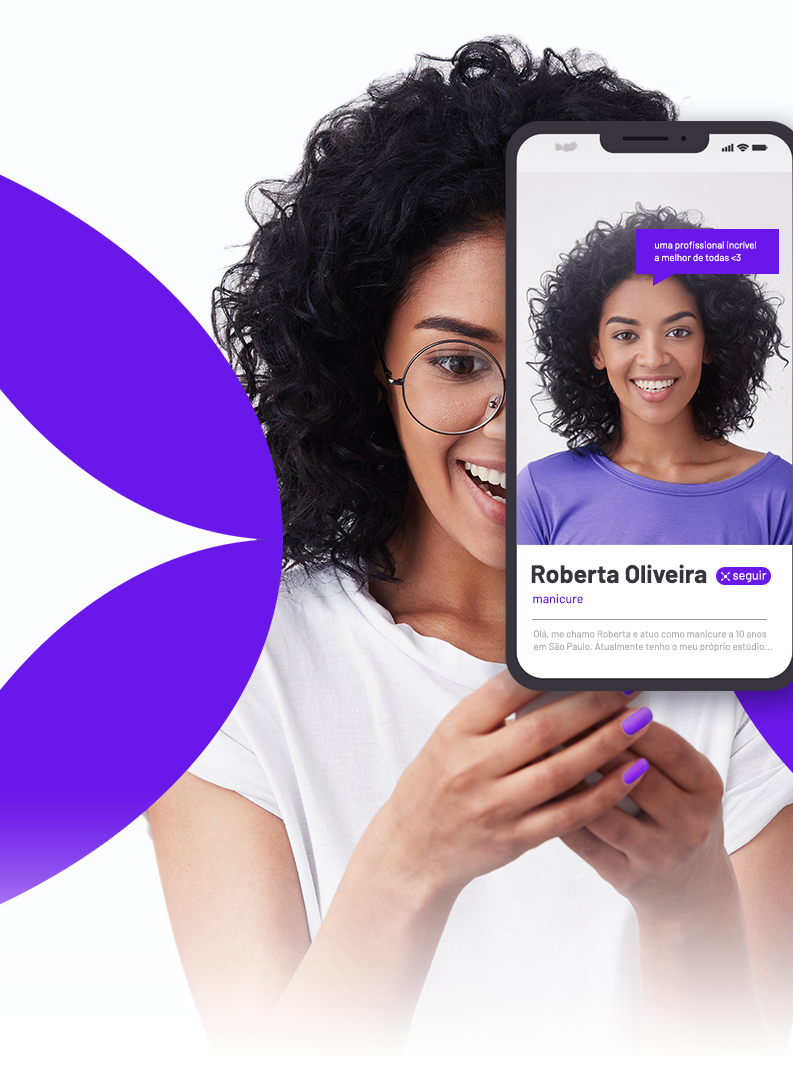 uma profissional incrível
a melhor de todas <3
Roberta Oliveira
seguir
manicure
Olá, me chamo Roberta e atuo como manicure a 10 anos
em São Paulo. Atualmente tenho o meu próprio estúdio...